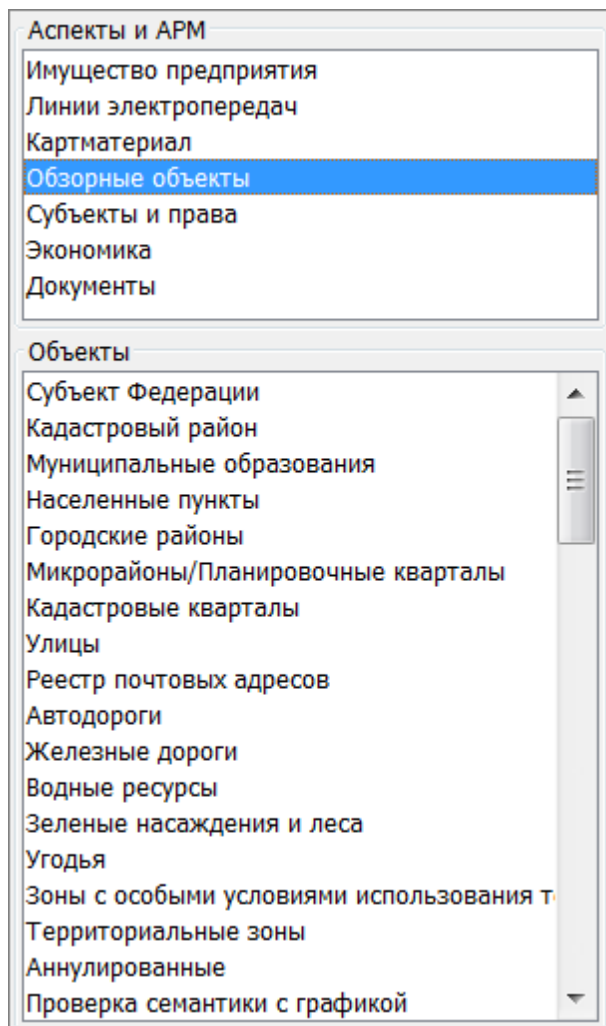 Аспекты и АРМ
Имущество предприятия
Линии электропередач
Картматериал
Обзорные объекты
Субъекты и права
Экономика
Документы
Объекты
Субъект Федерации
Кадастровый район
Муниципальные образования
Населенные пункты
Городские районы
Микрорайоны/Планировочные кварталы
Кадастровые кварталы
Улицы
Реестр почтовых адресов
Автодороги
Железные дороги
Водные ресурсы
Зеленые насаждения и леса
Угодья
Зоны с особыми условиями использования
Территориальные зоны
Аннулированные
Проверка семантики с графикой